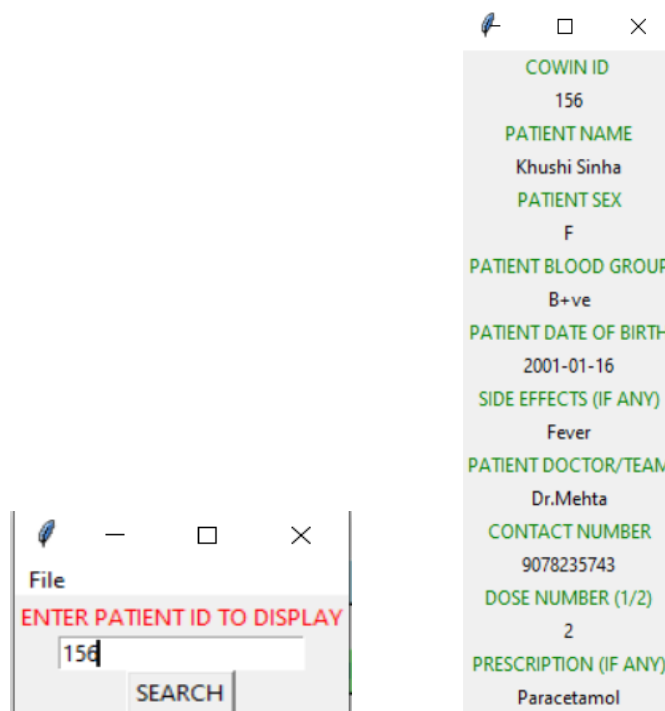 File
ENTER PATIENT ID TO DISPLAY
156
SEARCH
COWIN ID
156
PATIENT NAME
Khushi Sinha
PATIENT SEX
F
PATIENT BLOOD GROUP
B+ve
PATIENT DATE OF BIRTH
2001-01-16
SIDE EFFECTS (IF ANY)
Fever
PATIENT DOCTOR/TEAM
Dr.Mehta
CONTACT NUMBER
9078235743
DOSE NUMBER (1/2)
2
PRESCRIPTION (IF ANY)
Paracetamol